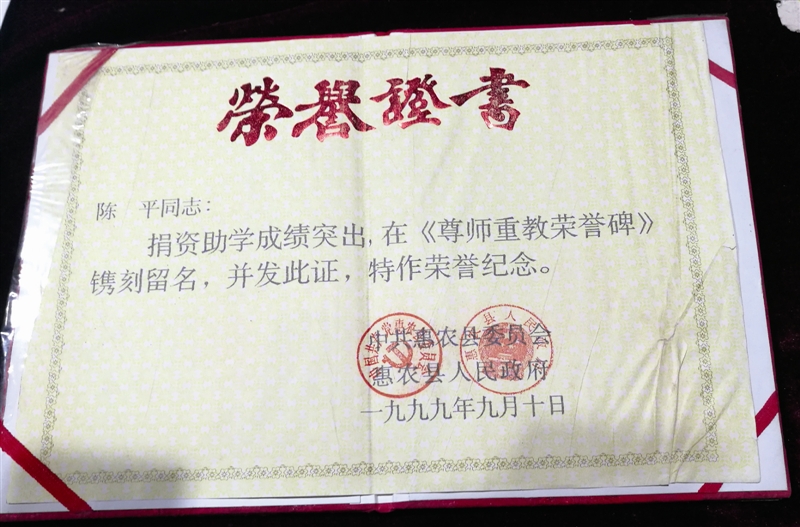 榮譽證書
陈 平同志:
捐资助学成绩突出,在《尊师重教荣誉碑》
镌刻留名，并发此证，特作荣誉纪念。
中共惠农县委员会
惠农县人民政府
一九九九年九月十日